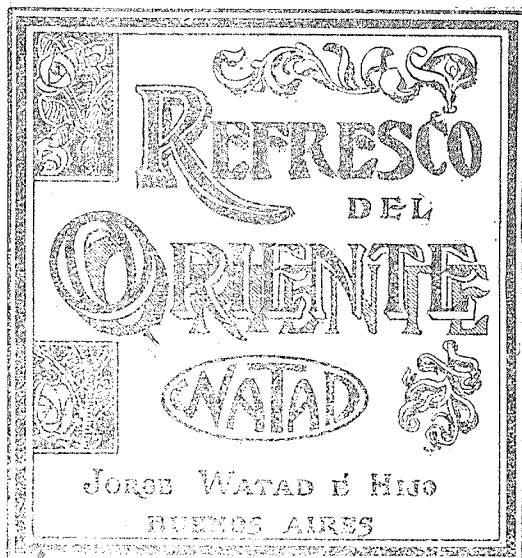 REFRESCO
DEL
ORIENTE
WATAD
JORGE WATAD É HIJO
BUENOS AIRES